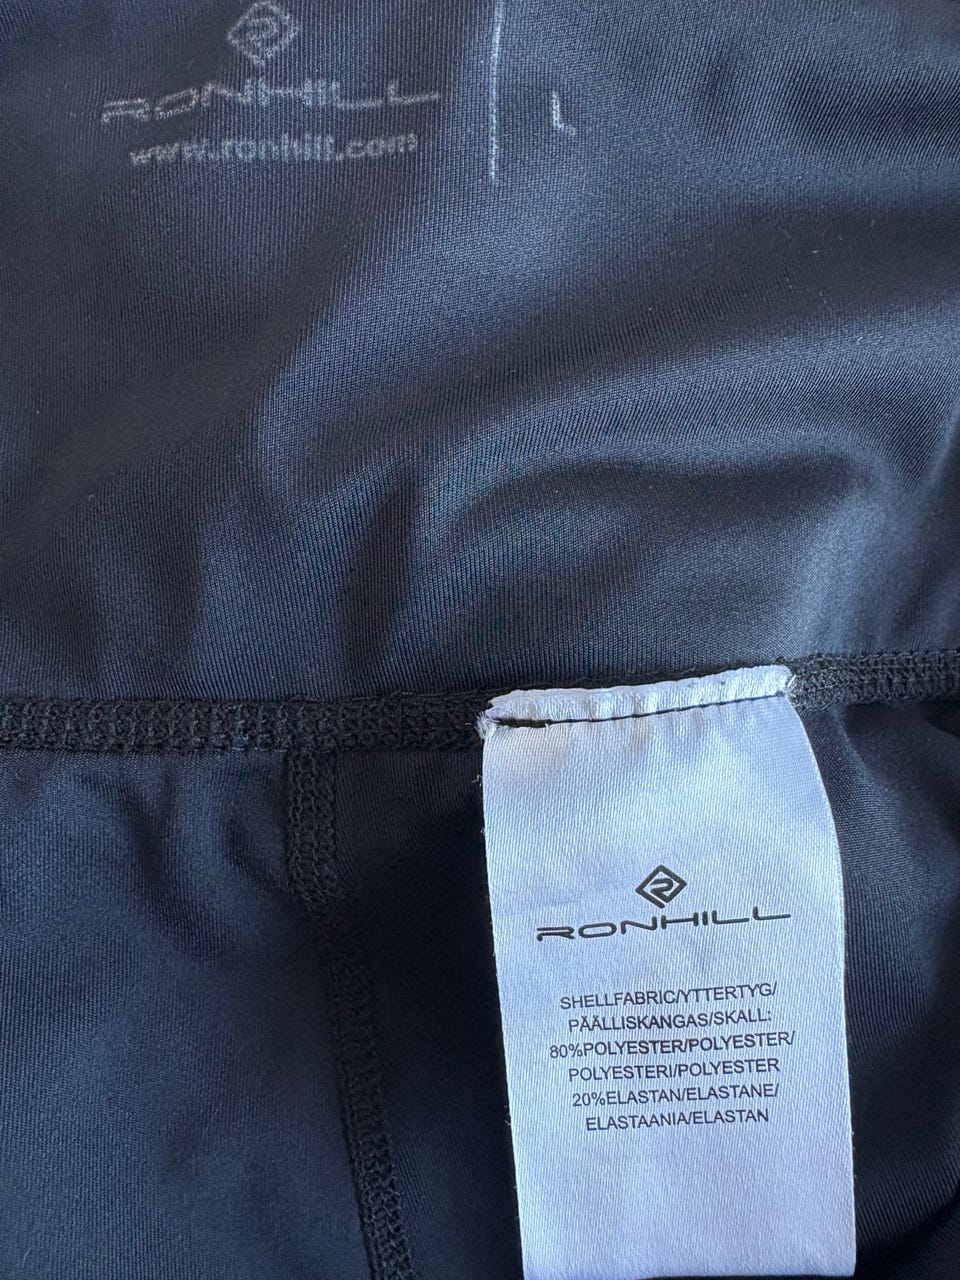 RONHILL
www.ronhill.com
L
RONHILL
SHELLFABRIC/YTTERTYG/
PÄÄLLISKANGAS/SKALL:
80%POLYESTER/POLYESTER/
POLYESTERI/POLYESTER
20%ELASTAN/ELASTANE/
ELASTAANIA/ELASTAN